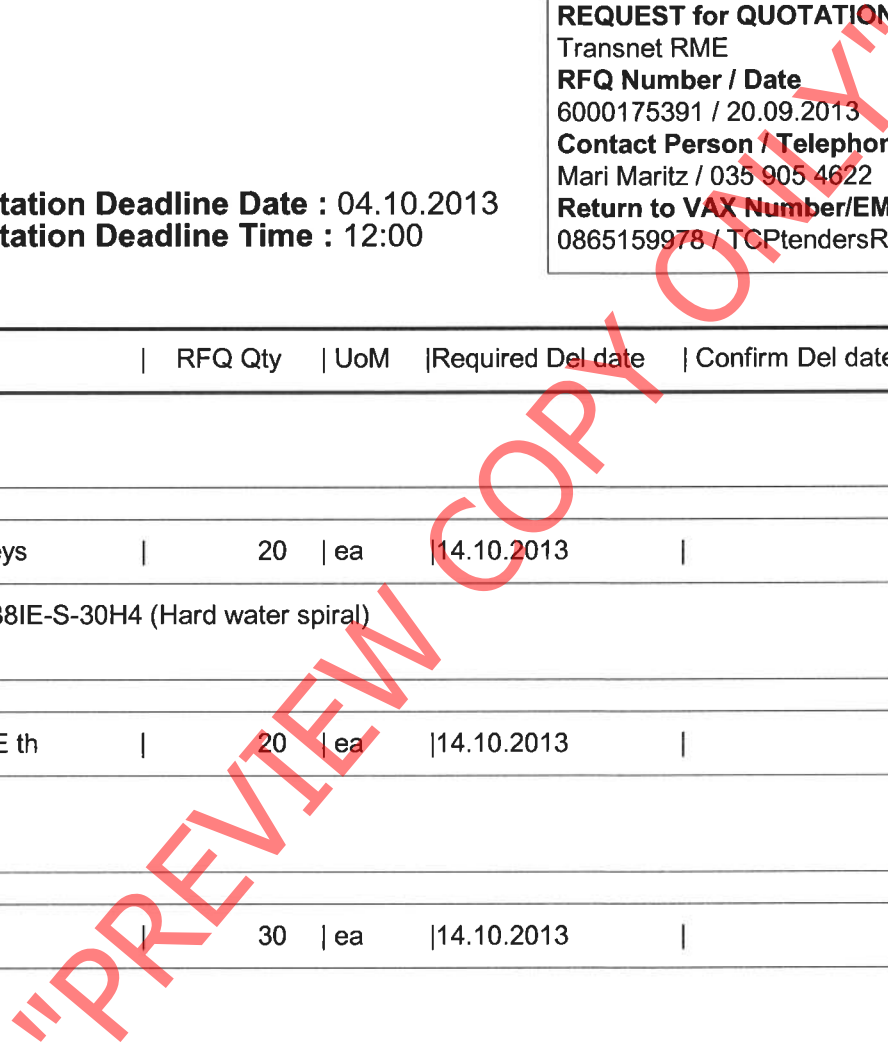 REQUEST for QUOTATION
Transnet RME
RFQ Number / Date
6000175391 / 20.09.2013
Contact Person / Telephon
Mari Maritz / 035 905 4622
Return to VAX Number/EM
0865159978 / TCPtendersR
tation Deadline Date : 04.10.2013
tation Deadline Time : 12:00
| RFQ Qty | UoM |Required Del date | Confirm Del date
eys | 20 | ea |14.10.2013 |
38IE-S-30H4 (Hard water spiral)
E th | 20 | ea |14.10.2013 |
| 30 | ea |14.10.2013 |
"PREVIEW COPY ONLY"